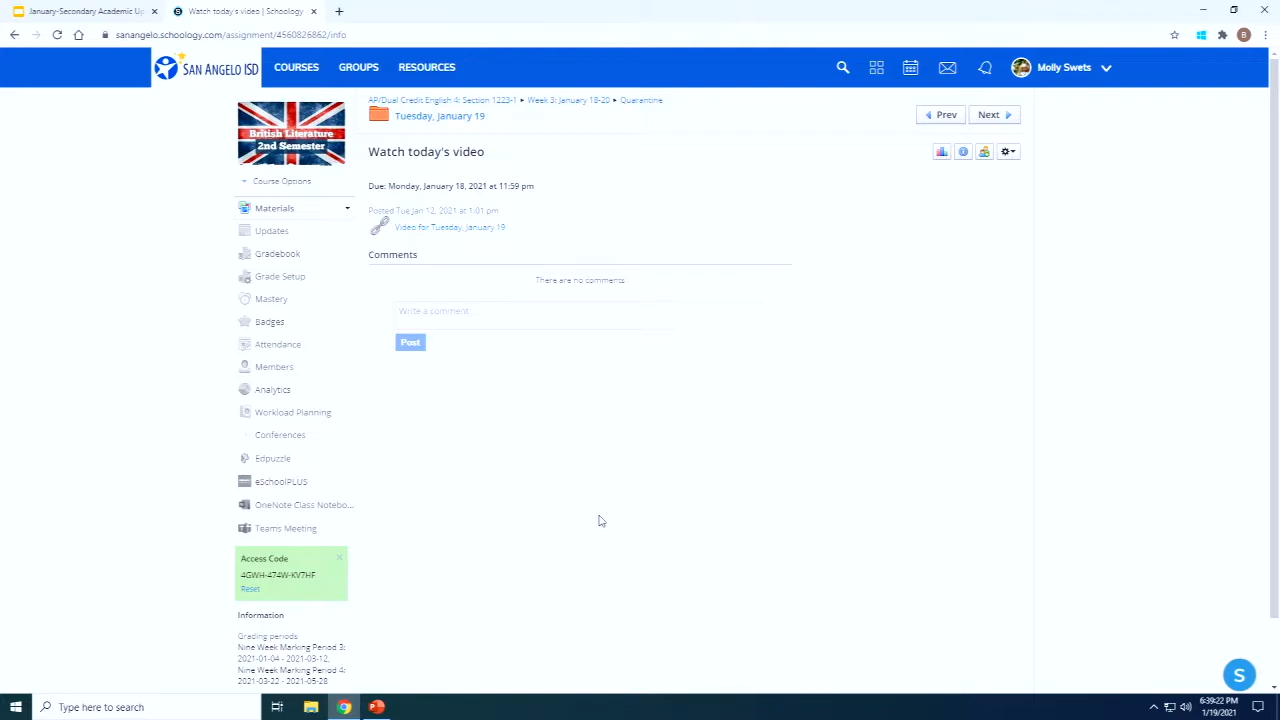 January-Secondary Academic Up
Watch today's video | Schoology
sanangelo.schoology.com/assignment/4560826862/info
SAN ANGELO ISD
COURSES
GROUPS
RESOURCES
Molly Swets
AP/Dual Credit English 4: Section 1223-1 ▸ Week 3: January 18-20 ▸ Quarantine
Tuesday, January 19
Prev
Next
British Literature
2nd Semester
Watch today's video
Course Options
Due: Monday, January 18, 2021 at 11:59 pm
Materials
Posted Tue Jan 12, 2021 at 1:01 pm
Video for Tuesday, January 19
Updates
Gradebook
Comments
Grade Setup
There are no comments
Mastery
Write a comment
Badges
Post
Attendance
Members
Analytics
Workload Planning
Conferences
Edpuzzle
eSchoolPLUS
OneNote Class Notebo...
Teams Meeting
Access Code
4GWH-474W-KV7HF
Reset
Information
Grading periods
Nine Week Marking Period 3:
2021-01-04 - 2021-03-12,
Nine Week Marking Period 4:
2021-03-22 - 2021-05-28
S
Type here to search
6:39:22 PM
1/19/2021